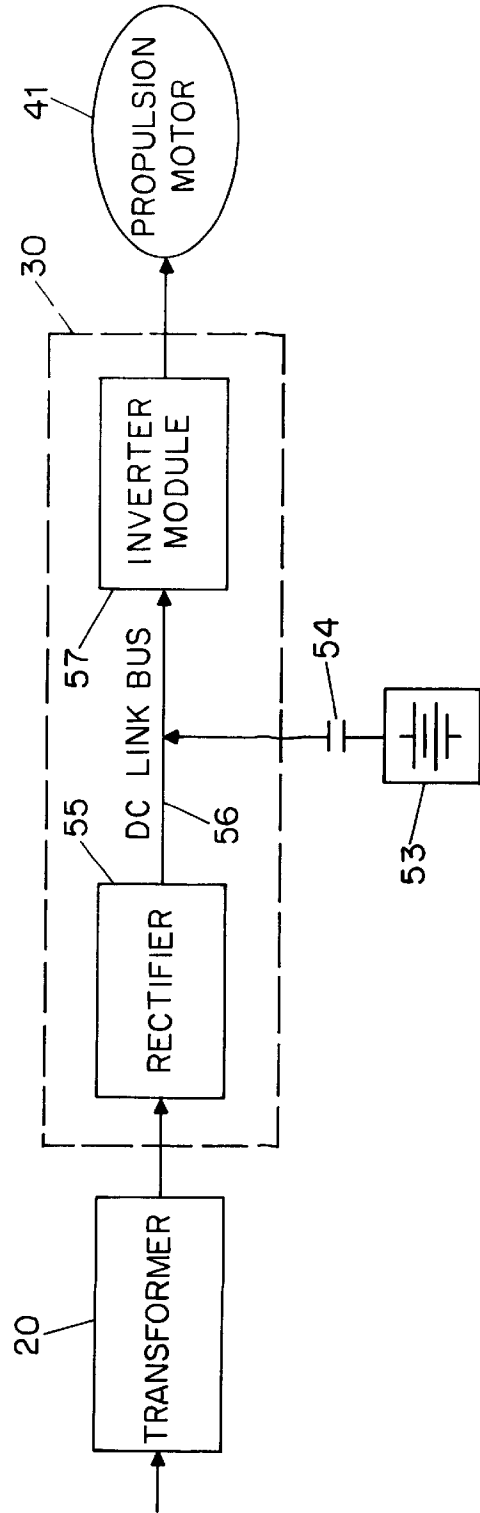 20
TRANSFORMER
30
55
RECTIFIER
DC LINK BUS
56
57
INVERTER
MODULE
54
53
41
PROPULSION
MOTOR